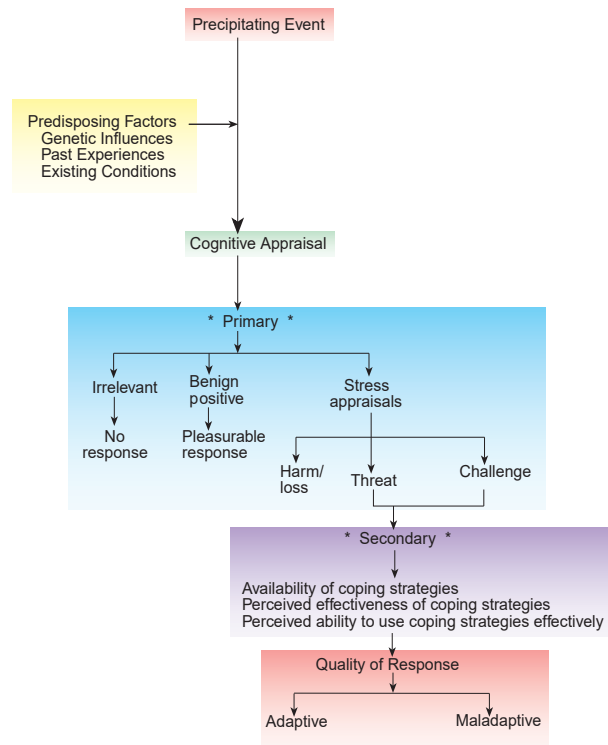 Precipitating Event
Predisposing Factors
Genetic Influences
Past Experiences
Existing Conditions
Cognitive Appraisal
* Primary *
Irrelevant
Benign
positive
Stress
appraisals
No
response
Pleasurable
response
Harm/
loss
Threat
Challenge
* Secondary *
Availability of coping strategies
Perceived effectiveness of coping strategies
Perceived ability to use coping strategies effectively
Quality of Response
Adaptive
Maladaptive